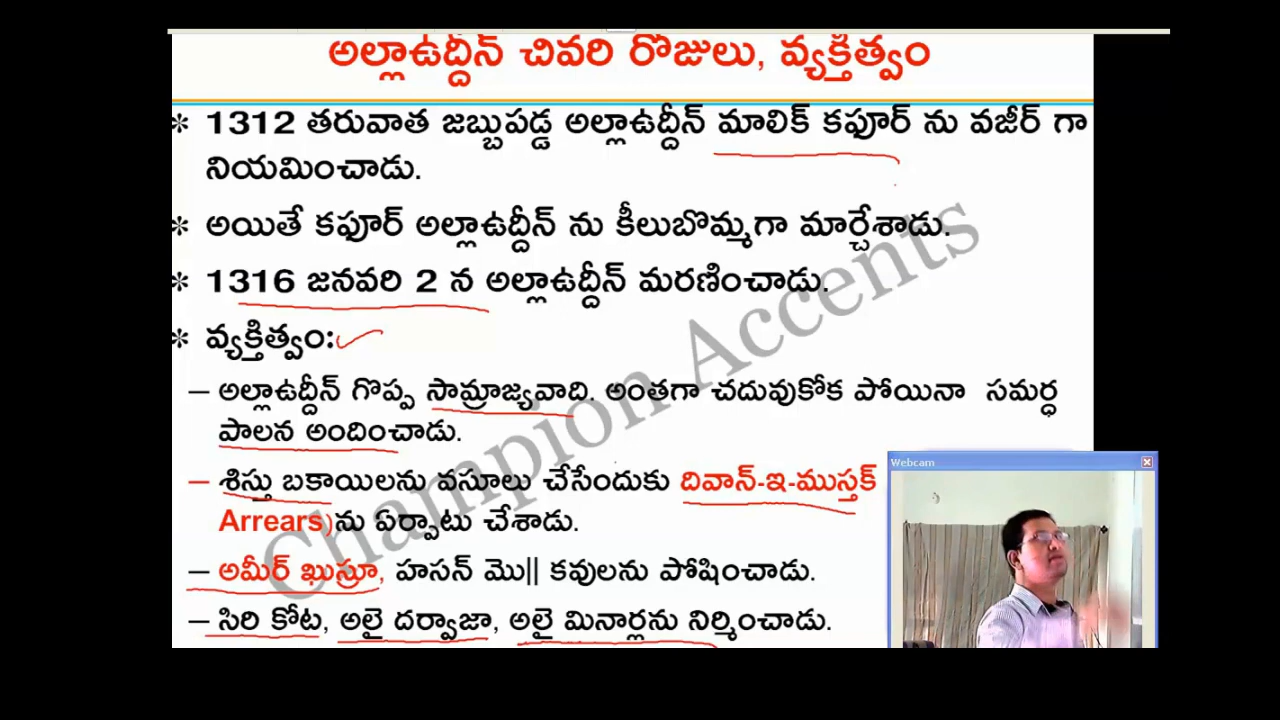 అల్లాఉద్దీన్ చివరి రోజులు, వ్యక్తిత్వం
* 1312 తరువాత జబ్బుపడ్డ అల్లాఉద్దీన్ మాలిక్ కఫూర్ ను వజీర్ గా
నియమించాడు.
* అయితే కఫూర్ అల్లాఉద్దీన్ ను కీలుబొమ్మగా మార్చేశాడు.
* 1316 జనవరి 2 న అల్లాఉద్దీన్ మరణించాడు.
* వ్యక్తిత్వం:
– అల్లాఉద్దీన్ గొప్ప సామ్రాజ్యవాది. అంతగా చదువుకోక పోయినా సమర్ధ
పాలన అందించాడు.
– శిస్తు బకాయిలను వసూలు చేసేందుకు దివాన్-ఇ-ముస్తక్
Arrears)ను ఏర్పాటు చేశాడు.
– అమీర్ ఖుస్రూ, హసన్ మొ|| కవులను పోషించాడు.
– సిరి కోట, అలై దర్వాజా, అలై మినార్లను నిర్మించాడు.
Champion Accents
Webcam